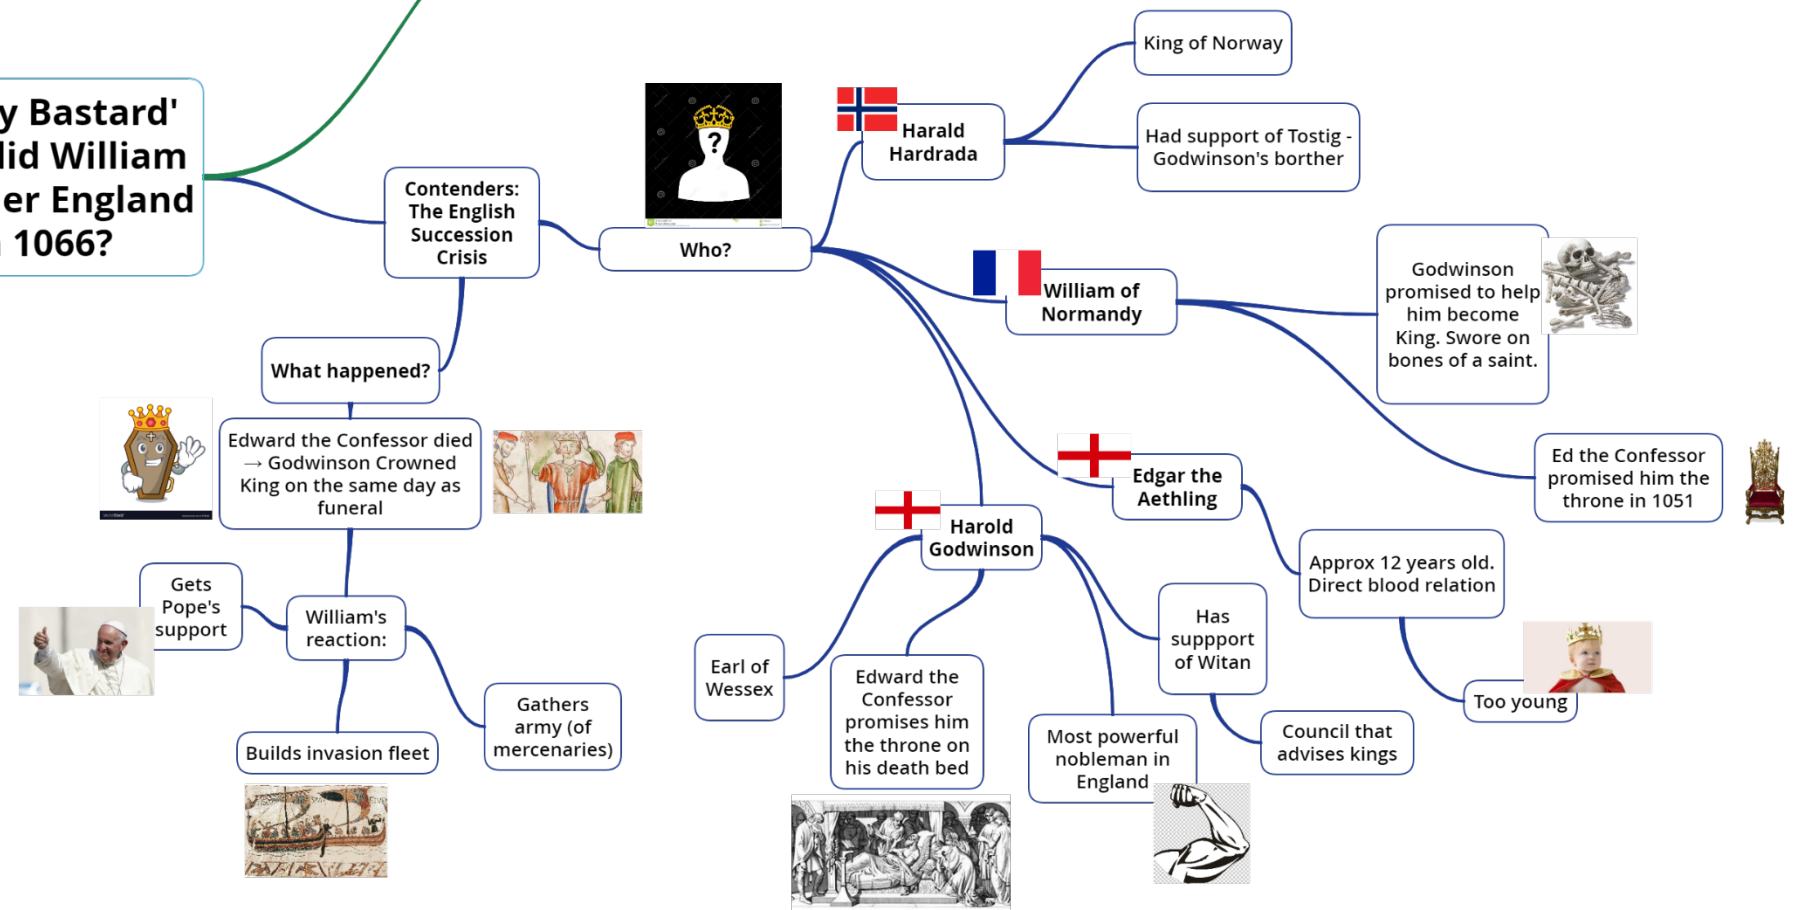 y Bastard'
lid William
er England
1066?
Contenders:
The English
Succession
Crisis
Who?
?
Harald
Hardrada
King of Norway
Had support of Tostig -
Godwinson's borther
William of
Normandy
Godwinson
promised to help
him become
King. Swore on
bones of a saint.
Ed the Confessor
promised him the
throne in 1051
Edgar the
Aethling
Approx 12 years old.
Direct blood relation
Too young
Harold
Godwinson
Earl of
Wessex
Edward the
Confessor
promises him
the throne on
his death bed
Most powerful
nobleman in
England
Has
suppport
of Witan
Council that
advises kings
What happened?
Edward the Confessor died
→ Godwinson Crowned
King on the same day as
funeral
William's
reaction:
Gets
Pope's
support
Builds invasion fleet
Gathers
army (of
mercenaries)